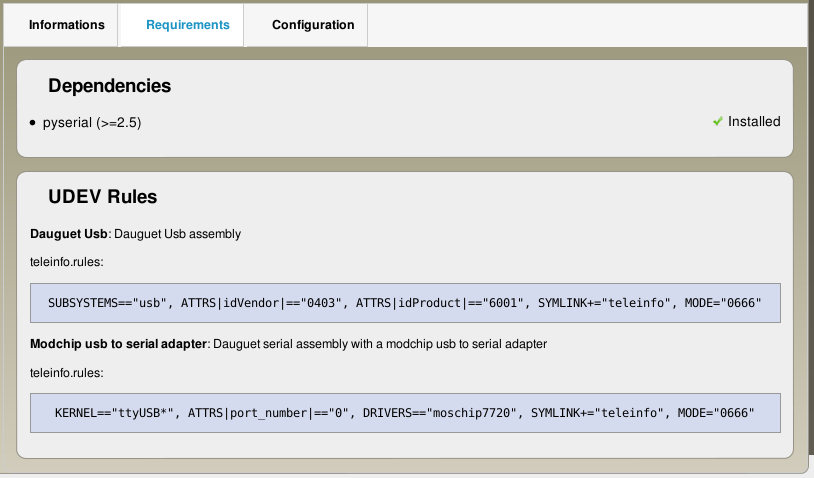 Informations
Requirements
Configuration
Dependencies
• pyserial (>=2.5)
Installed
UDEV Rules
Dauguet Usb: Dauguet Usb assembly
teleinfo.rules:
SUBSYSTEMS=="usb", ATTRS|idVendor|=="0403", ATTRS|idProduct|=="6001", SYMLINK+="teleinfo", MODE="0666"
Modchip usb to serial adapter: Dauguet serial assembly with a modchip usb to serial adapter
teleinfo.rules:
KERNEL=="ttyUSB*", ATTRS|port_number|=="0", DRIVERS=="moschip7720", SYMLINK+="teleinfo", MODE="0666"